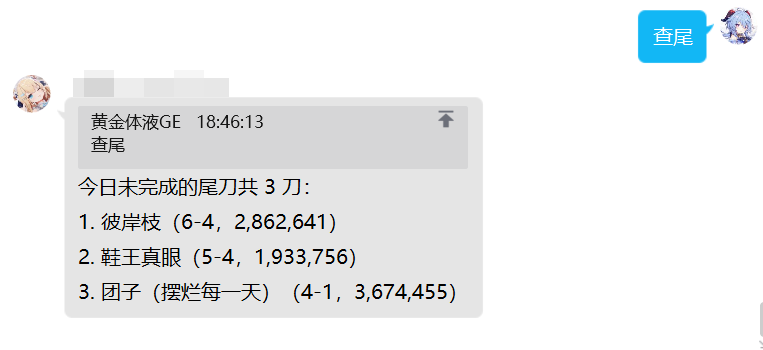 查尾
黄金体液GE 18:46:13
查尾
今日未完成的尾刀共 3 刀：
1. 彼岸枝（6-4，2,862,641）
2. 鞋王真眼（5-4，1,933,756）
3. 团子（摆烂每一天）（4-1，3,674,455）